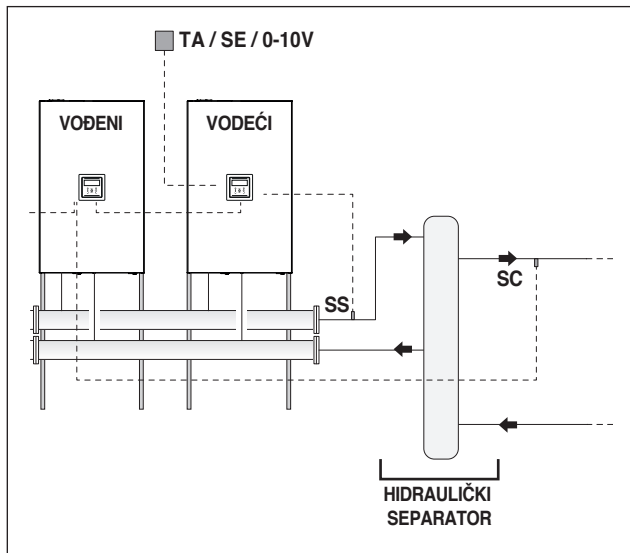 TA / SE / 0-10V
VOĐENI
VODEĆI
SS
SC
HIDRAULIČKI
SEPARATOR